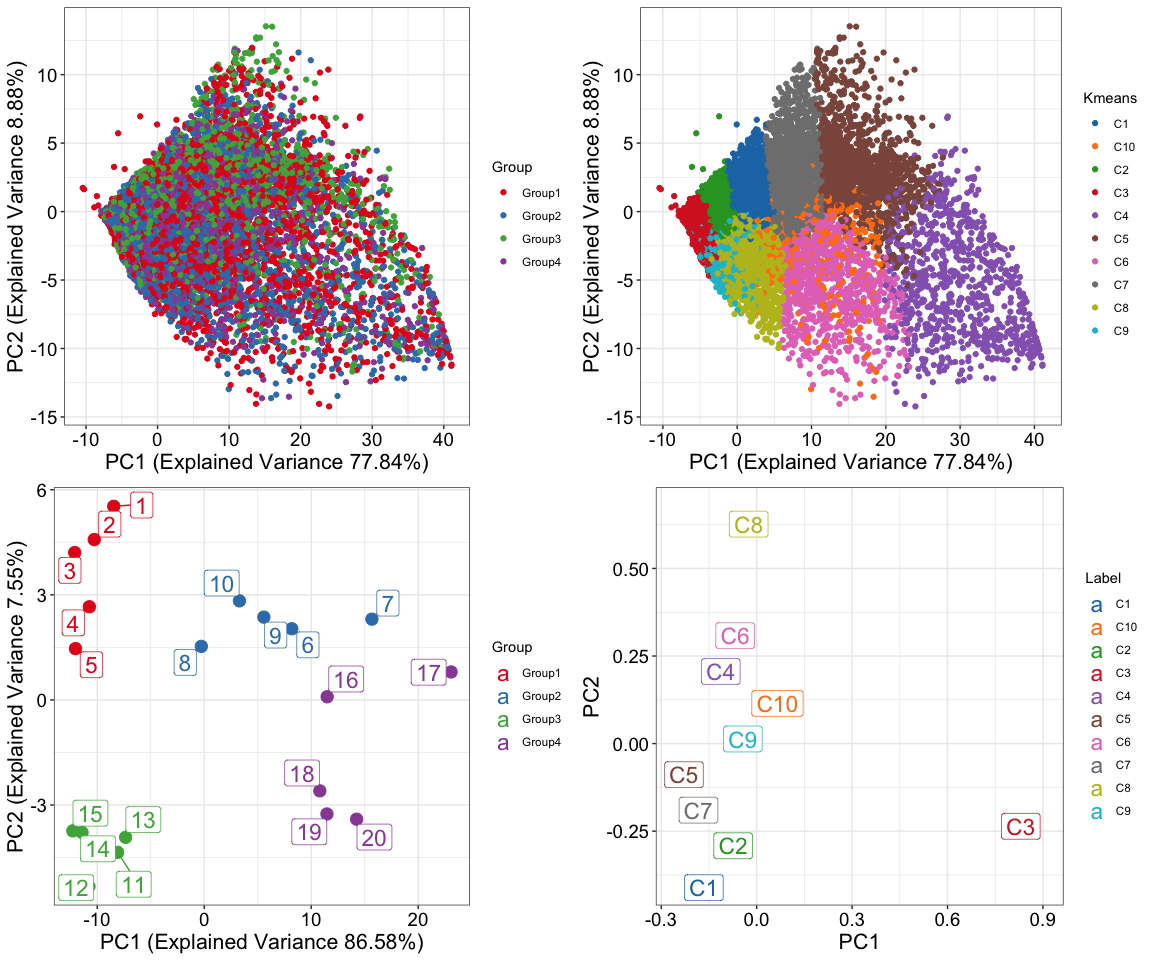 PC2 (Explained Variance 8.88%)
10
5
0
-5
-10
-15
-10 0 10 20 30 40
PC1 (Explained Variance 77.84%)
Group
Group1
Group2
Group3
Group4
PC2 (Explained Variance 8.88%)
10
5
0
-5
-10
-15
-10 0 10 20 30 40
PC1 (Explained Variance 77.84%)
Kmeans
C1
C10
C2
C3
C4
C5
C6
C7
C8
C9
PC2 (Explained Variance 7.55%)
6
3
0
-3
1
2
3
4
5
10
7
9
6
8
16
17
18
19
20
15
13
14
12
11
-10 0 10 20
PC1 (Explained Variance 86.58%)
Group
a Group1
a Group2
a Group3
a Group4
PC2
0.50
0.25
0.00
-0.25
C8
C6
C4
C10
C9
C5
C7
C3
C2
C1
-0.3 0.0 0.3 0.6 0.9
PC1
Label
a C1
a C10
a C2
a C3
a C4
a C5
a C6
a C7
a C8
a C9